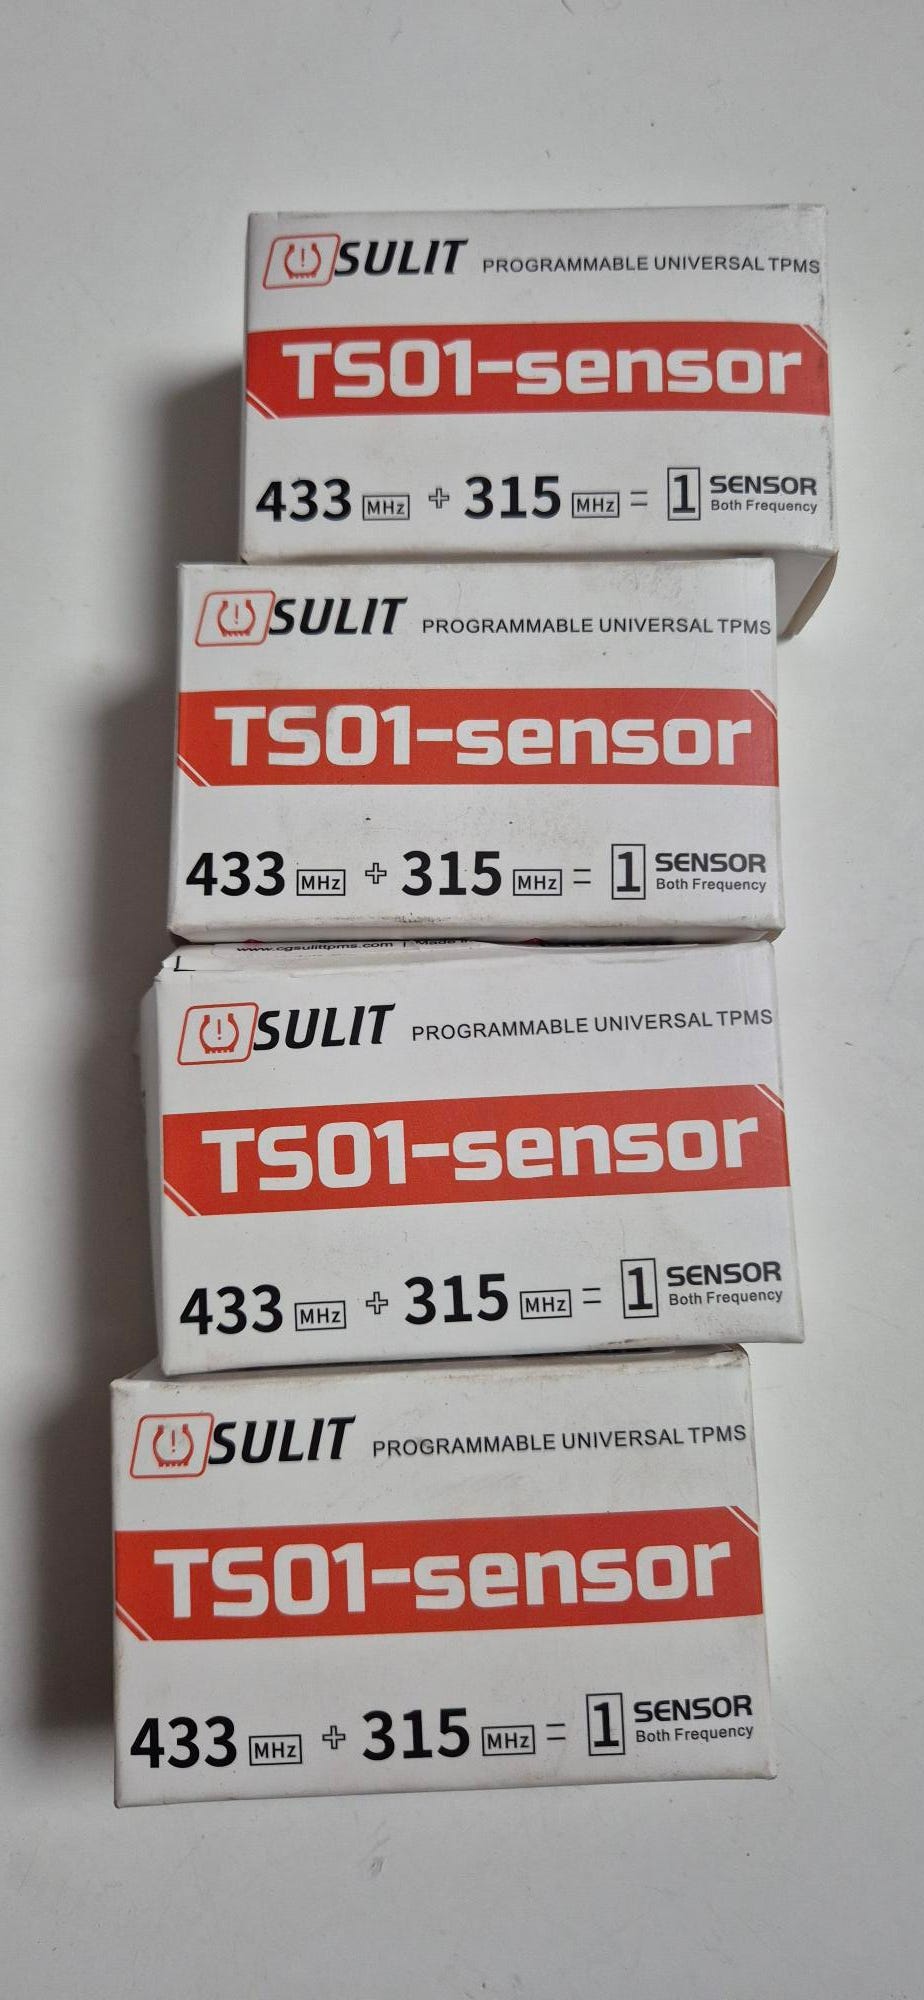 SULIT PROGRAMMABLE UNIVERSAL TPMS
TS01-sensor
433 MHz + 315 MHz = 1 SENSOR
Both Frequency
SULIT PROGRAMMABLE UNIVERSAL TPMS
TS01-sensor
433 MHz + 315 MHz = 1 SENSOR
Both Frequency
www.cgsulittpms.com | Made in
SULIT PROGRAMMABLE UNIVERSAL TPMS
TS01-sensor
433 MHz + 315 MHz = 1 SENSOR
Both Frequency
SULIT PROGRAMMABLE UNIVERSAL TPMS
TS01-sensor
433 MHz + 315 MHz = 1 SENSOR
Both Frequency